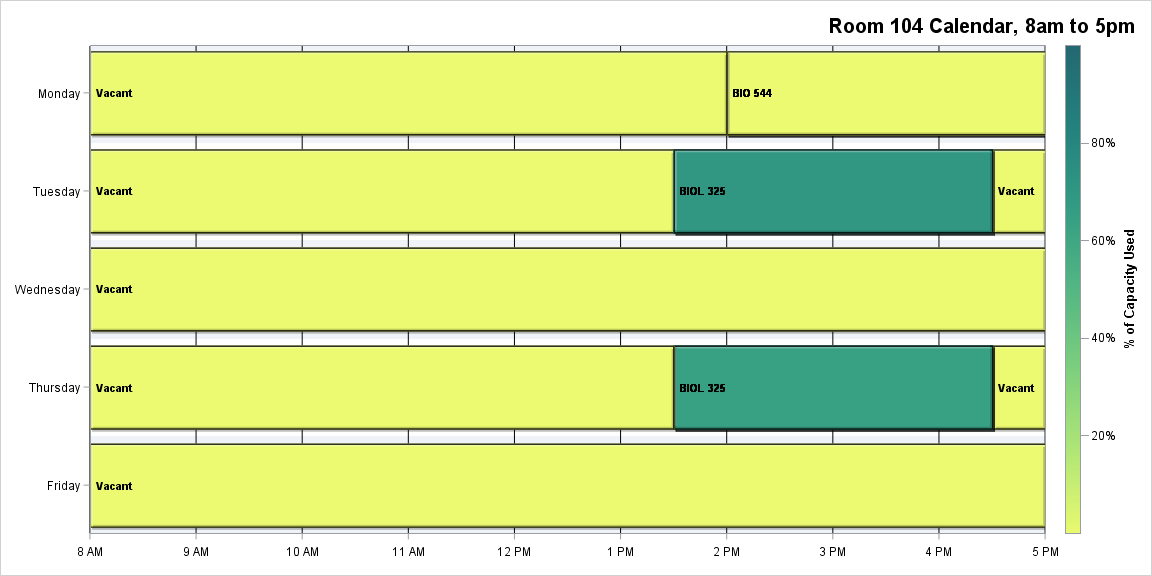 Room 104 Calendar, 8am to 5pm
Monday
Vacant
BIO 544
Tuesday
Vacant
BIOL 325
Vacant
Wednesday
Vacant
Thursday
Vacant
BIOL 325
Vacant
Friday
Vacant
8 AM
9 AM
10 AM
11 AM
12 PM
1 PM
2 PM
3 PM
4 PM
5 PM
80%
60%
40%
20%
% of Capacity Used